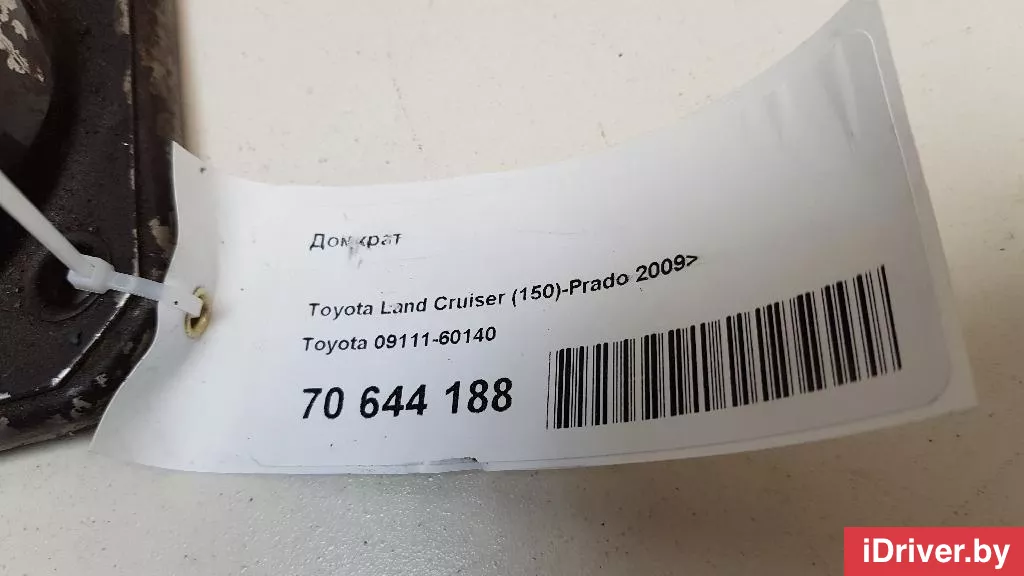 Домкрат
Toyota Land Cruiser (150)-Prado 2009>
Toyota 09111-60140
70 644 188
iDriver.by